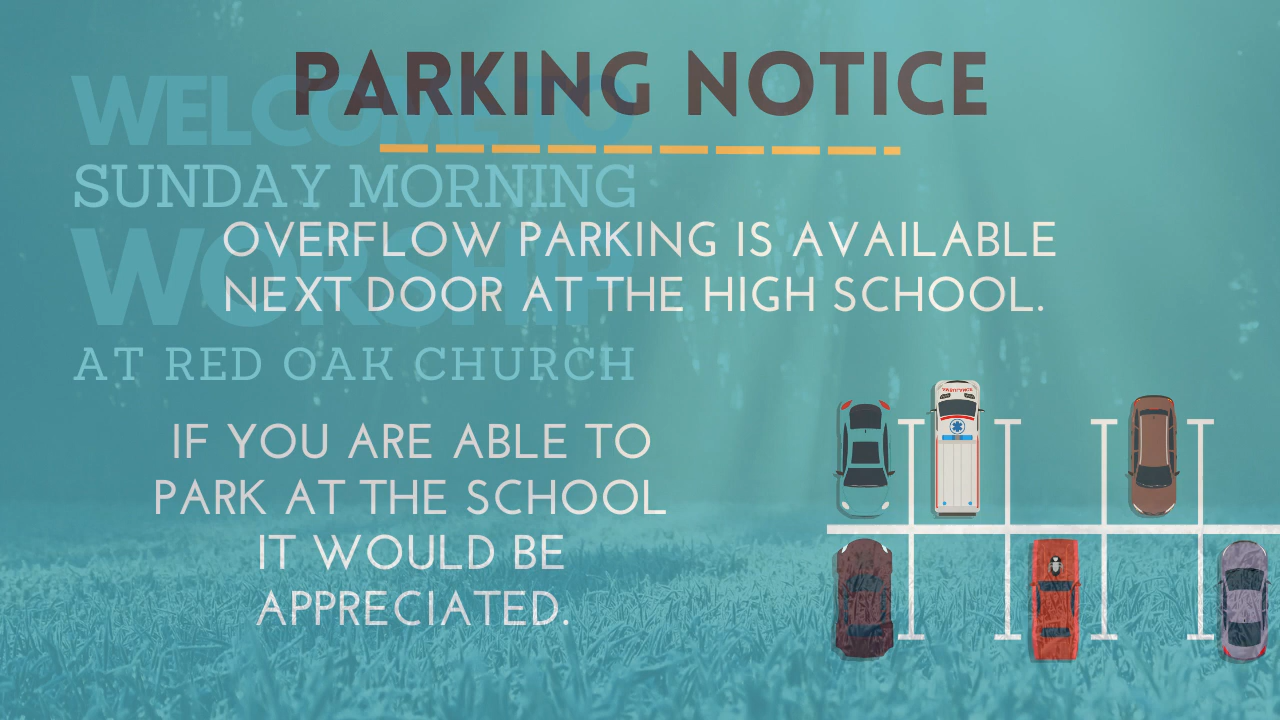 PARKING NOTICE
WELCOME TO
SUNDAY MORNING
WORSHIP
AT RED OAK CHURCH
OVERFLOW PARKING IS AVAILABLE
NEXT DOOR AT THE HIGH SCHOOL.
IF YOU ARE ABLE TO
PARK AT THE SCHOOL
IT WOULD BE
APPRECIATED.